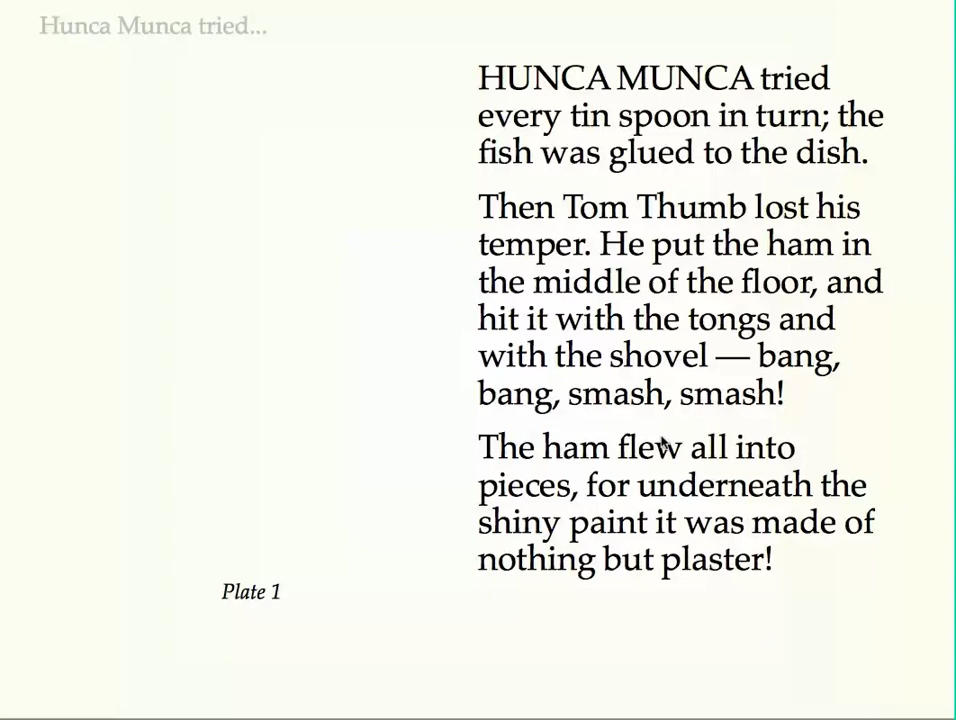 Hunca Munca tried...
HUNCA MUNCA tried
every tin spoon in turn; the
fish was glued to the dish.
Then Tom Thumb lost his
temper. He put the ham in
the middle of the floor, and
hit it with the tongs and
with the shovel — bang,
bang, smash, smash!
The ham flew all into
pieces, for underneath the
shiny paint it was made of
nothing but plaster!
Plate 1